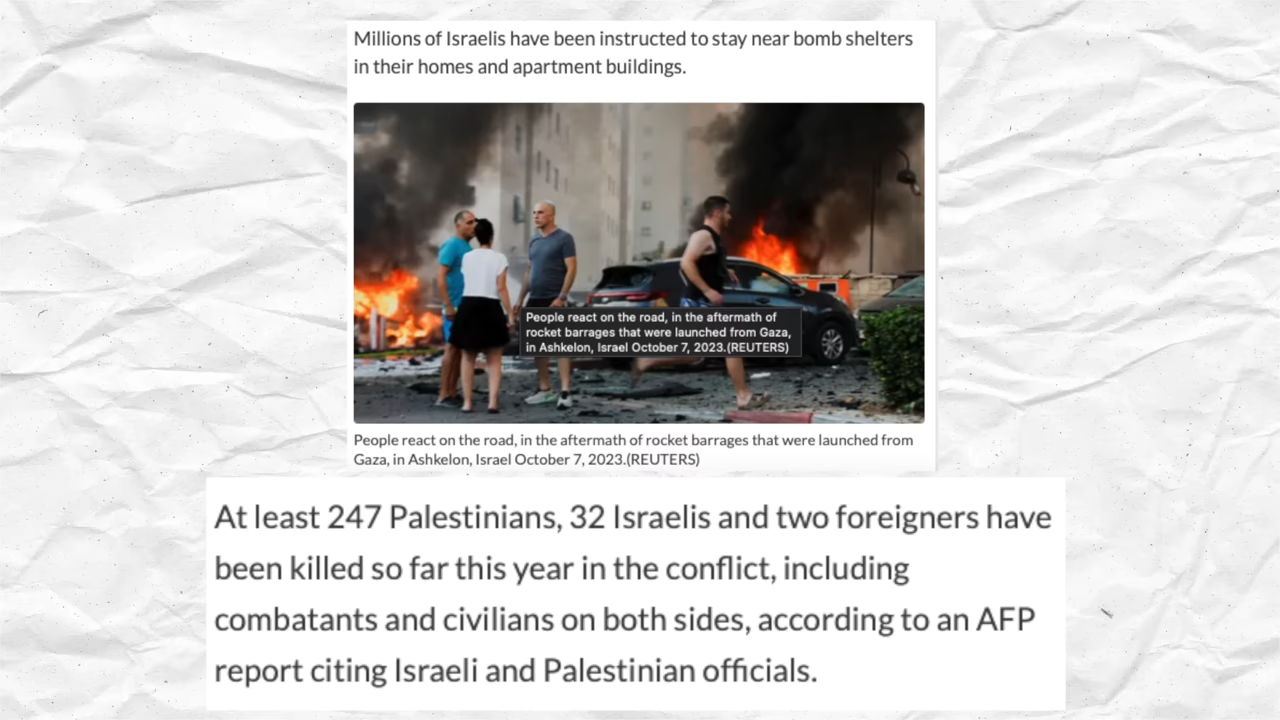 Millions of Israelis have been instructed to stay near bomb shelters
in their homes and apartment buildings.
People react on the road, in the aftermath of
rocket barrages that were launched from Gaza,
in Ashkelon, Israel October 7, 2023.(REUTERS)
People react on the road, in the aftermath of rocket barrages that were launched from
Gaza, in Ashkelon, Israel October 7, 2023.(REUTERS)
At least 247 Palestinians, 32 Israelis and two foreigners have
been killed so far this year in the conflict, including
combatants and civilians on both sides, according to an AFP
report citing Israeli and Palestinian officials.